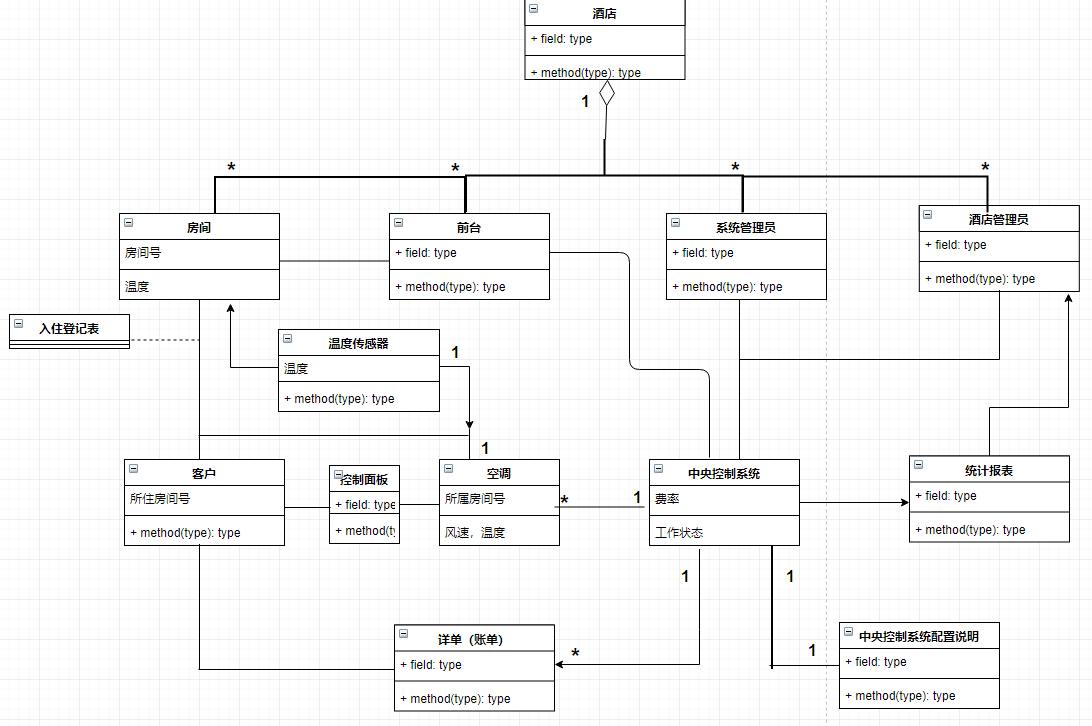 酒店
+ field: type
+ method(type): type
1
*
*
*
*
房间
房间号
温度
前台
+ field: type
+ method(type): type
系统管理员
+ field: type
+ method(type): type
酒店管理员
+ field: type
+ method(type): type
入住登记表
温度传感器
温度
+ method(type): type
1
1
客户
所住房间号
+ method(type): type
控制面板
+ field: type
+ method(t
空调
所属房间号
风速，温度
*
1
中央控制系统
费率
工作状态
统计报表
+ field: type
+ method(type): type
1
1
详单（账单）
+ field: type
+ method(type): type
*
1
中央控制系统配置说明
+ field: type
+ method(type): type